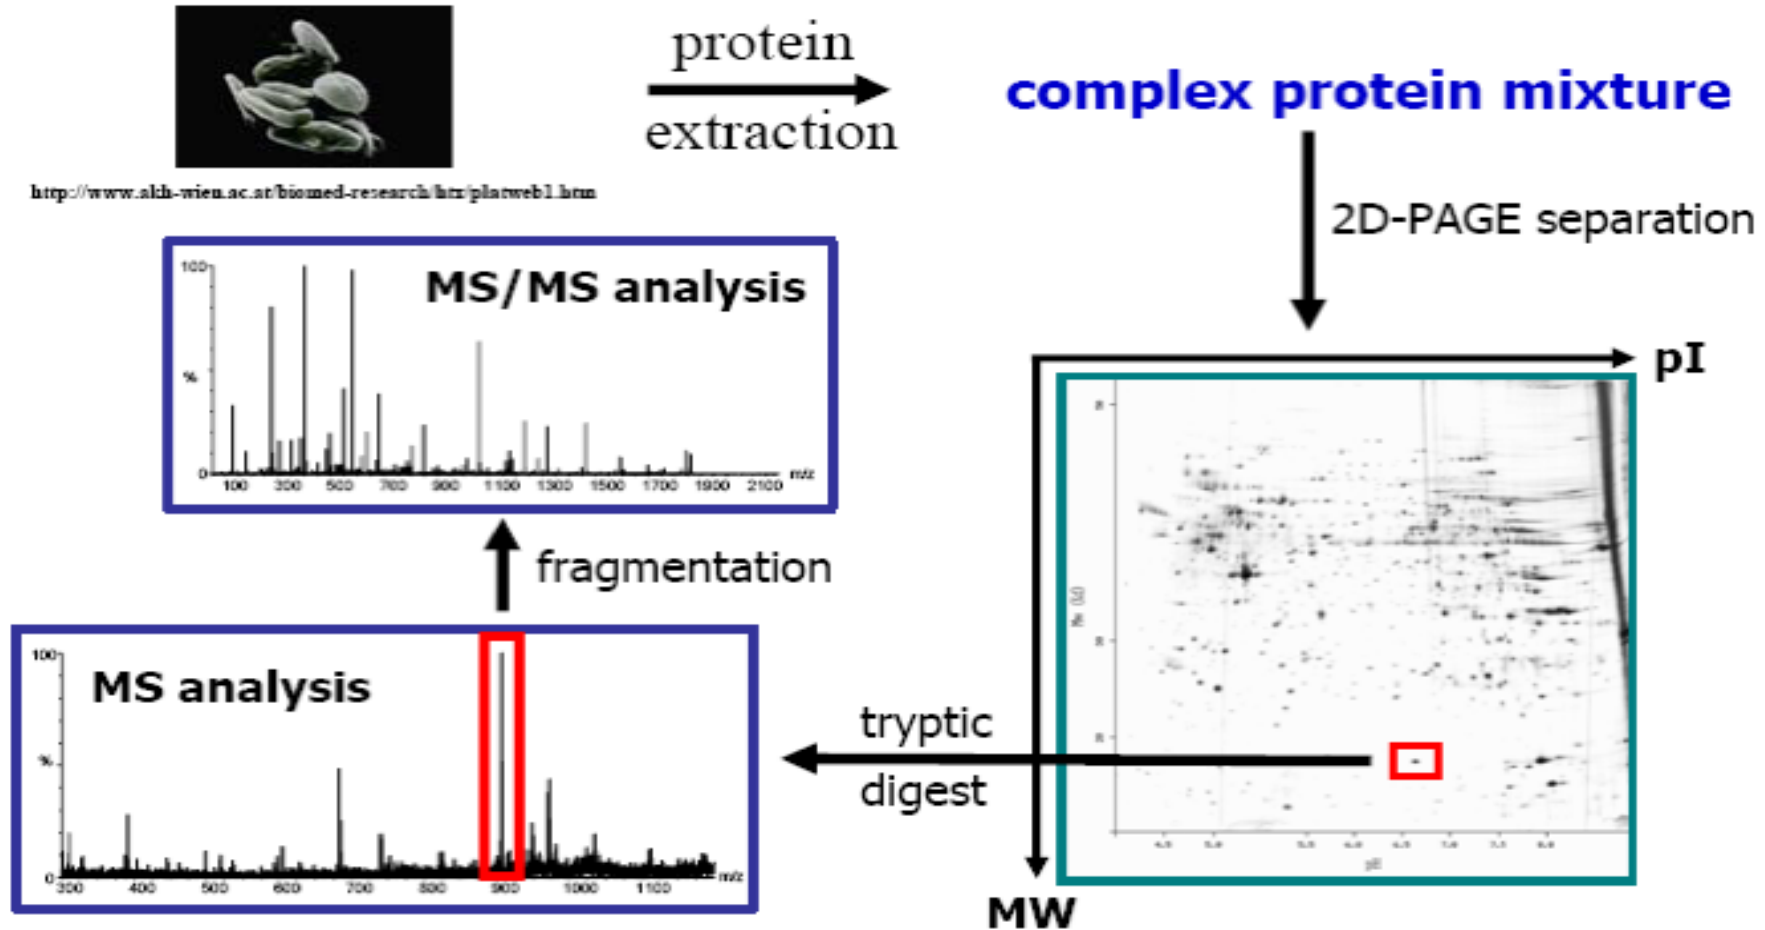 protein
extraction
complex protein mixture
http://www.akh-wien.ac.at/biomed-research/htx/platweb1.htm
2D-PAGE separation
MS/MS analysis
100
%
0
100 300 500 700 900 1100 1300 1500 1700 1900 2100 m/z
pI
fragmentation
MS analysis
100
%
0
300 400 500 600 700 800 900 1000 1100 m/z
tryptic
digest
MW